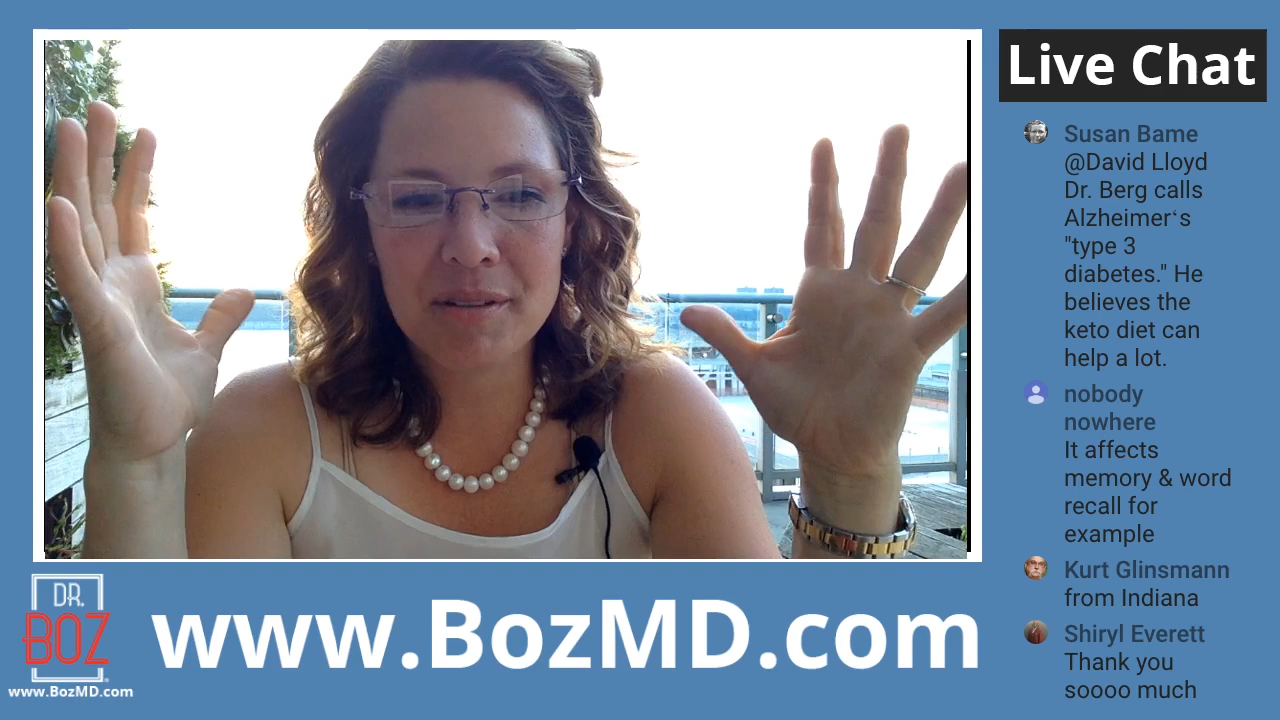 Live Chat
Susan Bame
@David Lloyd
Dr. Berg calls
Alzheimer‘s
"type 3
diabetes." He
believes the
keto diet can
help a lot.
nobody
nowhere
It affects
memory & word
recall for
example
Kurt Glinsmann
from Indiana
Shiryl Everett
Thank you
soooo much
DR.
BOZ
www.BozMD.com
www.BozMD.com